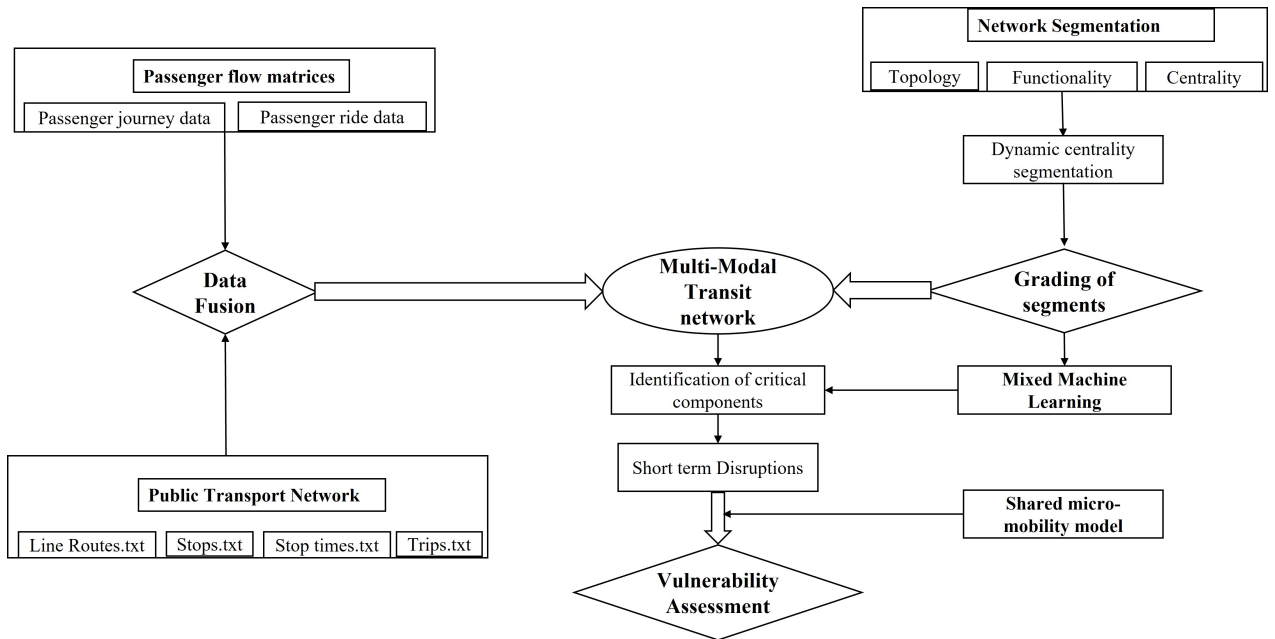 Network Segmentation
Topology
Functionality
Centrality
Passenger flow matrices
Passenger journey data
Passenger ride data
Dynamic centrality
segmentation
Data
Fusion
Multi-Modal
Transit
network
Grading of
segments
Identification of critical
components
Mixed Machine
Learning
Short term Disruptions
Public Transport Network
Line Routes.txt
Stops.txt
Stop times.txt
Trips.txt
Shared micro-
mobility model
Vulnerability
Assessment